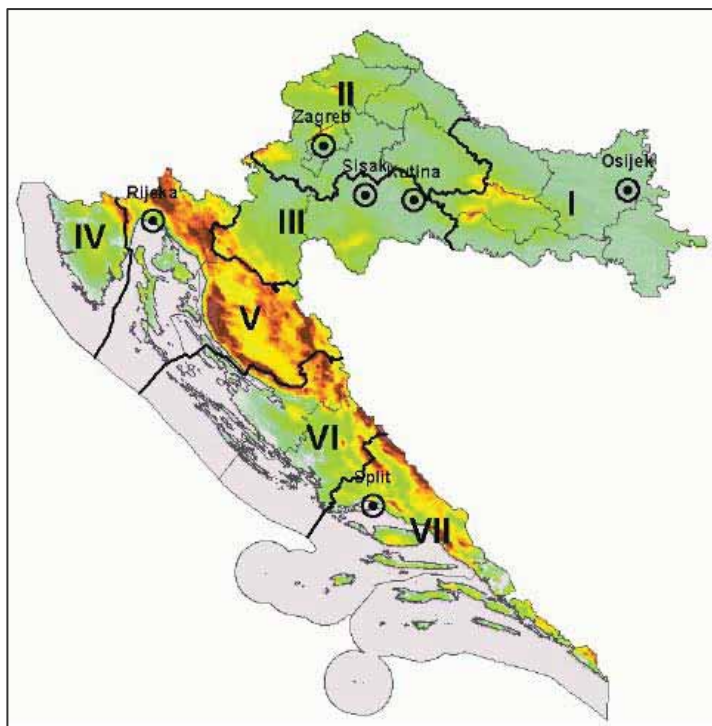 II
Zagreb
Sisak
Kutina
Osijek
I
Rijeka
IV
III
V
VI
Split
VII